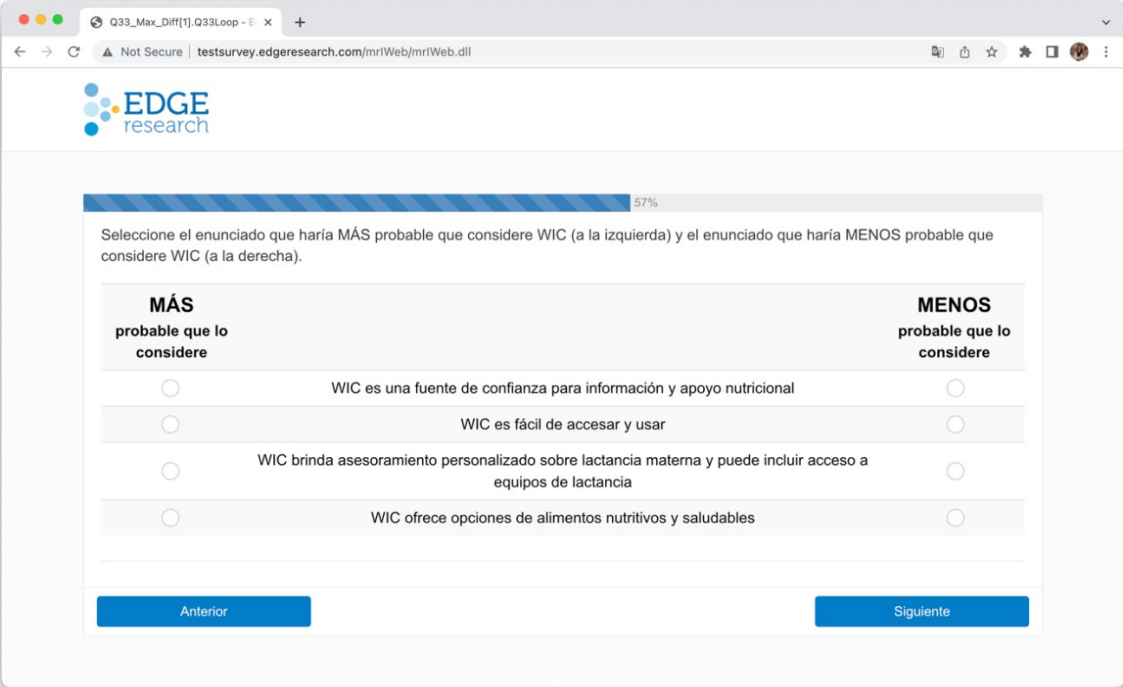 Q33_Max_Diff[1].Q33Loop - E
Not Secure | testsurvey.edgeresearch.com/mrIWeb/mrIWeb.dll
EDGE
research
57%
Seleccione el enunciado que haría MÁS probable que considere WIC (a la izquierda) y el enunciado que haría MENOS probable que
considere WIC (a la derecha).
MÁS
probable que lo
considere
MENOS
probable que lo
considere
WIC es una fuente de confianza para información y apoyo nutricional
WIC es fácil de accesar y usar
WIC brinda asesoramiento personalizado sobre lactancia materna y puede incluir acceso a
equipos de lactancia
WIC ofrece opciones de alimentos nutritivos y saludables
Anterior
Siguiente